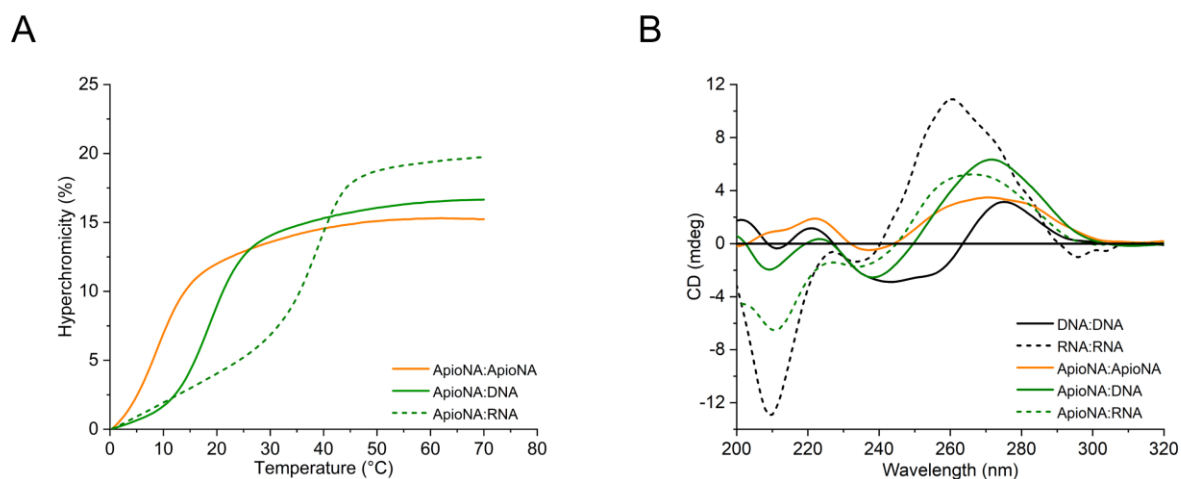 A
B
25
20
15
10
5
0
Hyperchromicity (%)
0 10 20 30 40 50 60 70 80
Temperature (°C)
ApioNA:ApioNA
ApioNA:DNA
ApioNA:RNA
12
8
4
0
-4
-8
-12
CD (mdeg)
200 220 240 260 280 300 320
Wavelength (nm)
DNA:DNA
RNA:RNA
ApioNA:ApioNA
ApioNA:DNA
ApioNA:RNA